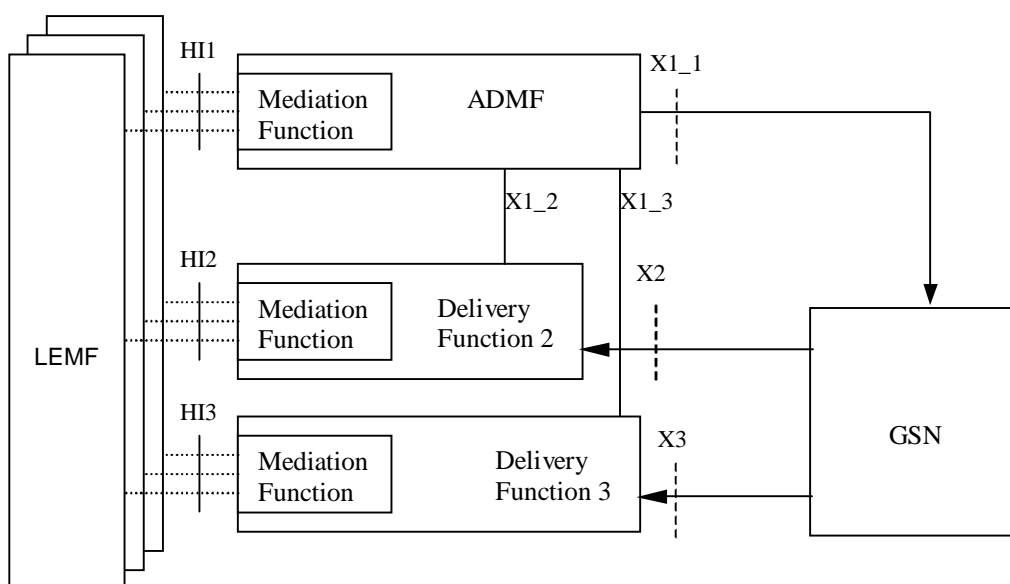 HI1
X1_1
Mediation
Function
ADMF
X1_2
X1_3
HI2
X2
Mediation
Function
Delivery
Function 2
LEMF
HI3
X3
GSN
Mediation
Function
Delivery
Function 3